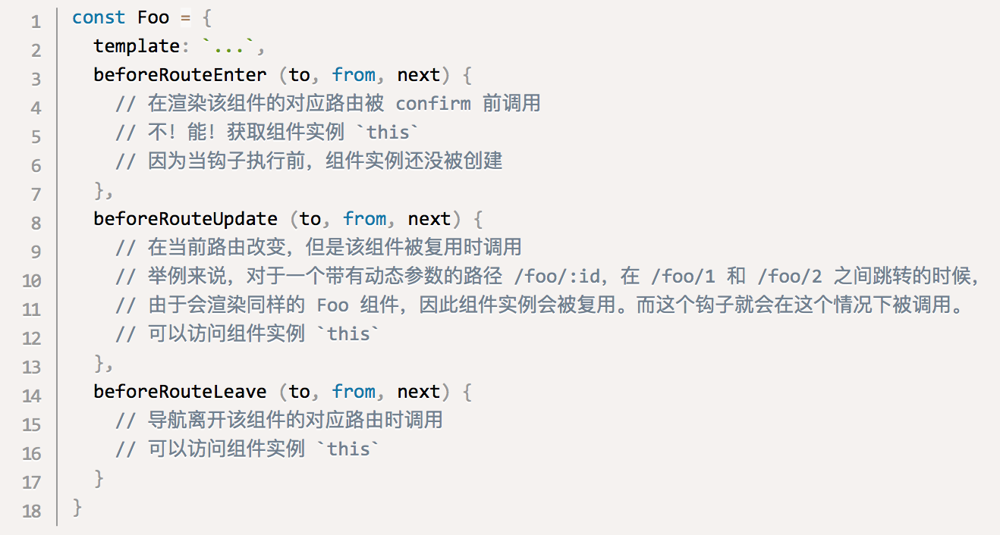 1 const Foo = {
2   template: `...`,
3   beforeRouteEnter (to, from, next) {
4     // 在渲染该组件的对应路由被 confirm 前调用
5     // 不！能！获取组件实例 `this`
6     // 因为当钩子执行前，组件实例还没被创建
7   },
8   beforeRouteUpdate (to, from, next) {
9     // 在当前路由改变，但是该组件被复用时调用
10     // 举例来说，对于一个带有动态参数的路径 /foo/:id，在 /foo/1 和 /foo/2 之间跳转的时候，
11     // 由于会渲染同样的 Foo 组件，因此组件实例会被复用。而这个钩子就会在这个情况下被调用。
12     // 可以访问组件实例 `this`
13   },
14   beforeRouteLeave (to, from, next) {
15     // 导航离开该组件的对应路由时调用
16     // 可以访问组件实例 `this`
17   }
18 }